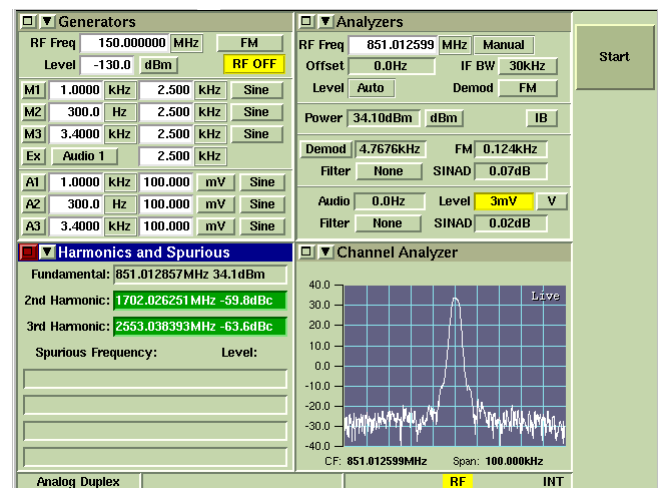 Generators
RF Freq 150.000000 MHz FM
Level -130.0 dBm RF OFF
M1 1.0000 kHz 2.500 kHz Sine
M2 300.0 Hz 2.500 kHz Sine
M3 3.4000 kHz 2.500 kHz Sine
Ex Audio 1 2.500 kHz
A1 1.0000 kHz 100.000 mV Sine
A2 300.0 Hz 100.000 mV Sine
A3 3.4000 kHz 100.000 mV Sine
Analyzers
RF Freq 851.012599 MHz Manual
Offset 0.0Hz IF BW 30kHz
Level Auto Demod FM
Power 34.10dBm dBm IB
Demod 4.7676kHz FM 0.124kHz
Filter None SINAD 0.07dB
Audio 0.0Hz Level 3mV V
Filter None SINAD 0.02dB
Start
Harmonics and Spurious
Fundamental: 851.012857MHz 34.1dBm
2nd Harmonic: 1702.026251MHz -59.8dBc
3rd Harmonic: 2553.038393MHz -63.6dBc
Spurious Frequency: Level:
Channel Analyzer
Live
40.0
30.0
20.0
10.0
0.0
-10.0
-20.0
-30.0
-40.0
CF: 851.012599MHz Span: 100.000kHz
Analog Duplex RF INT